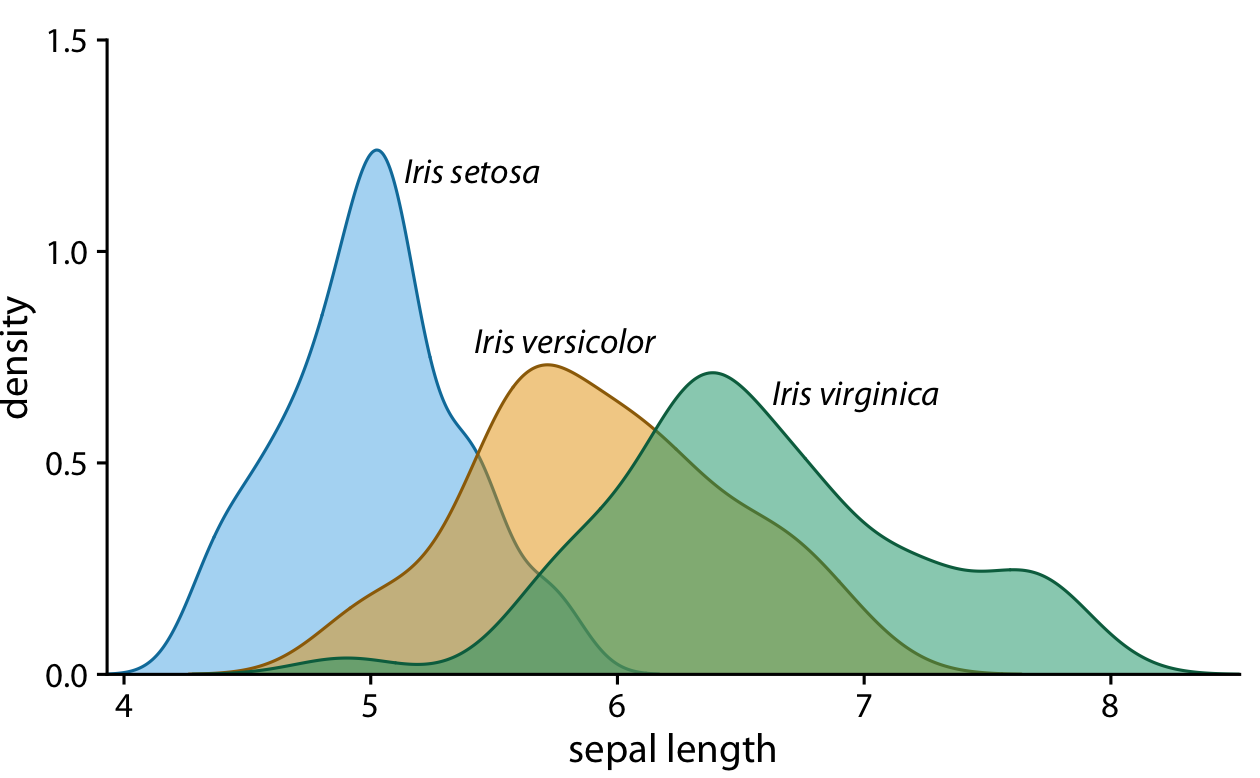 1.5
Iris setosa
1.0
Iris versicolor
Iris virginica
density
0.5
0.0
4 5 6 7 8
sepal length